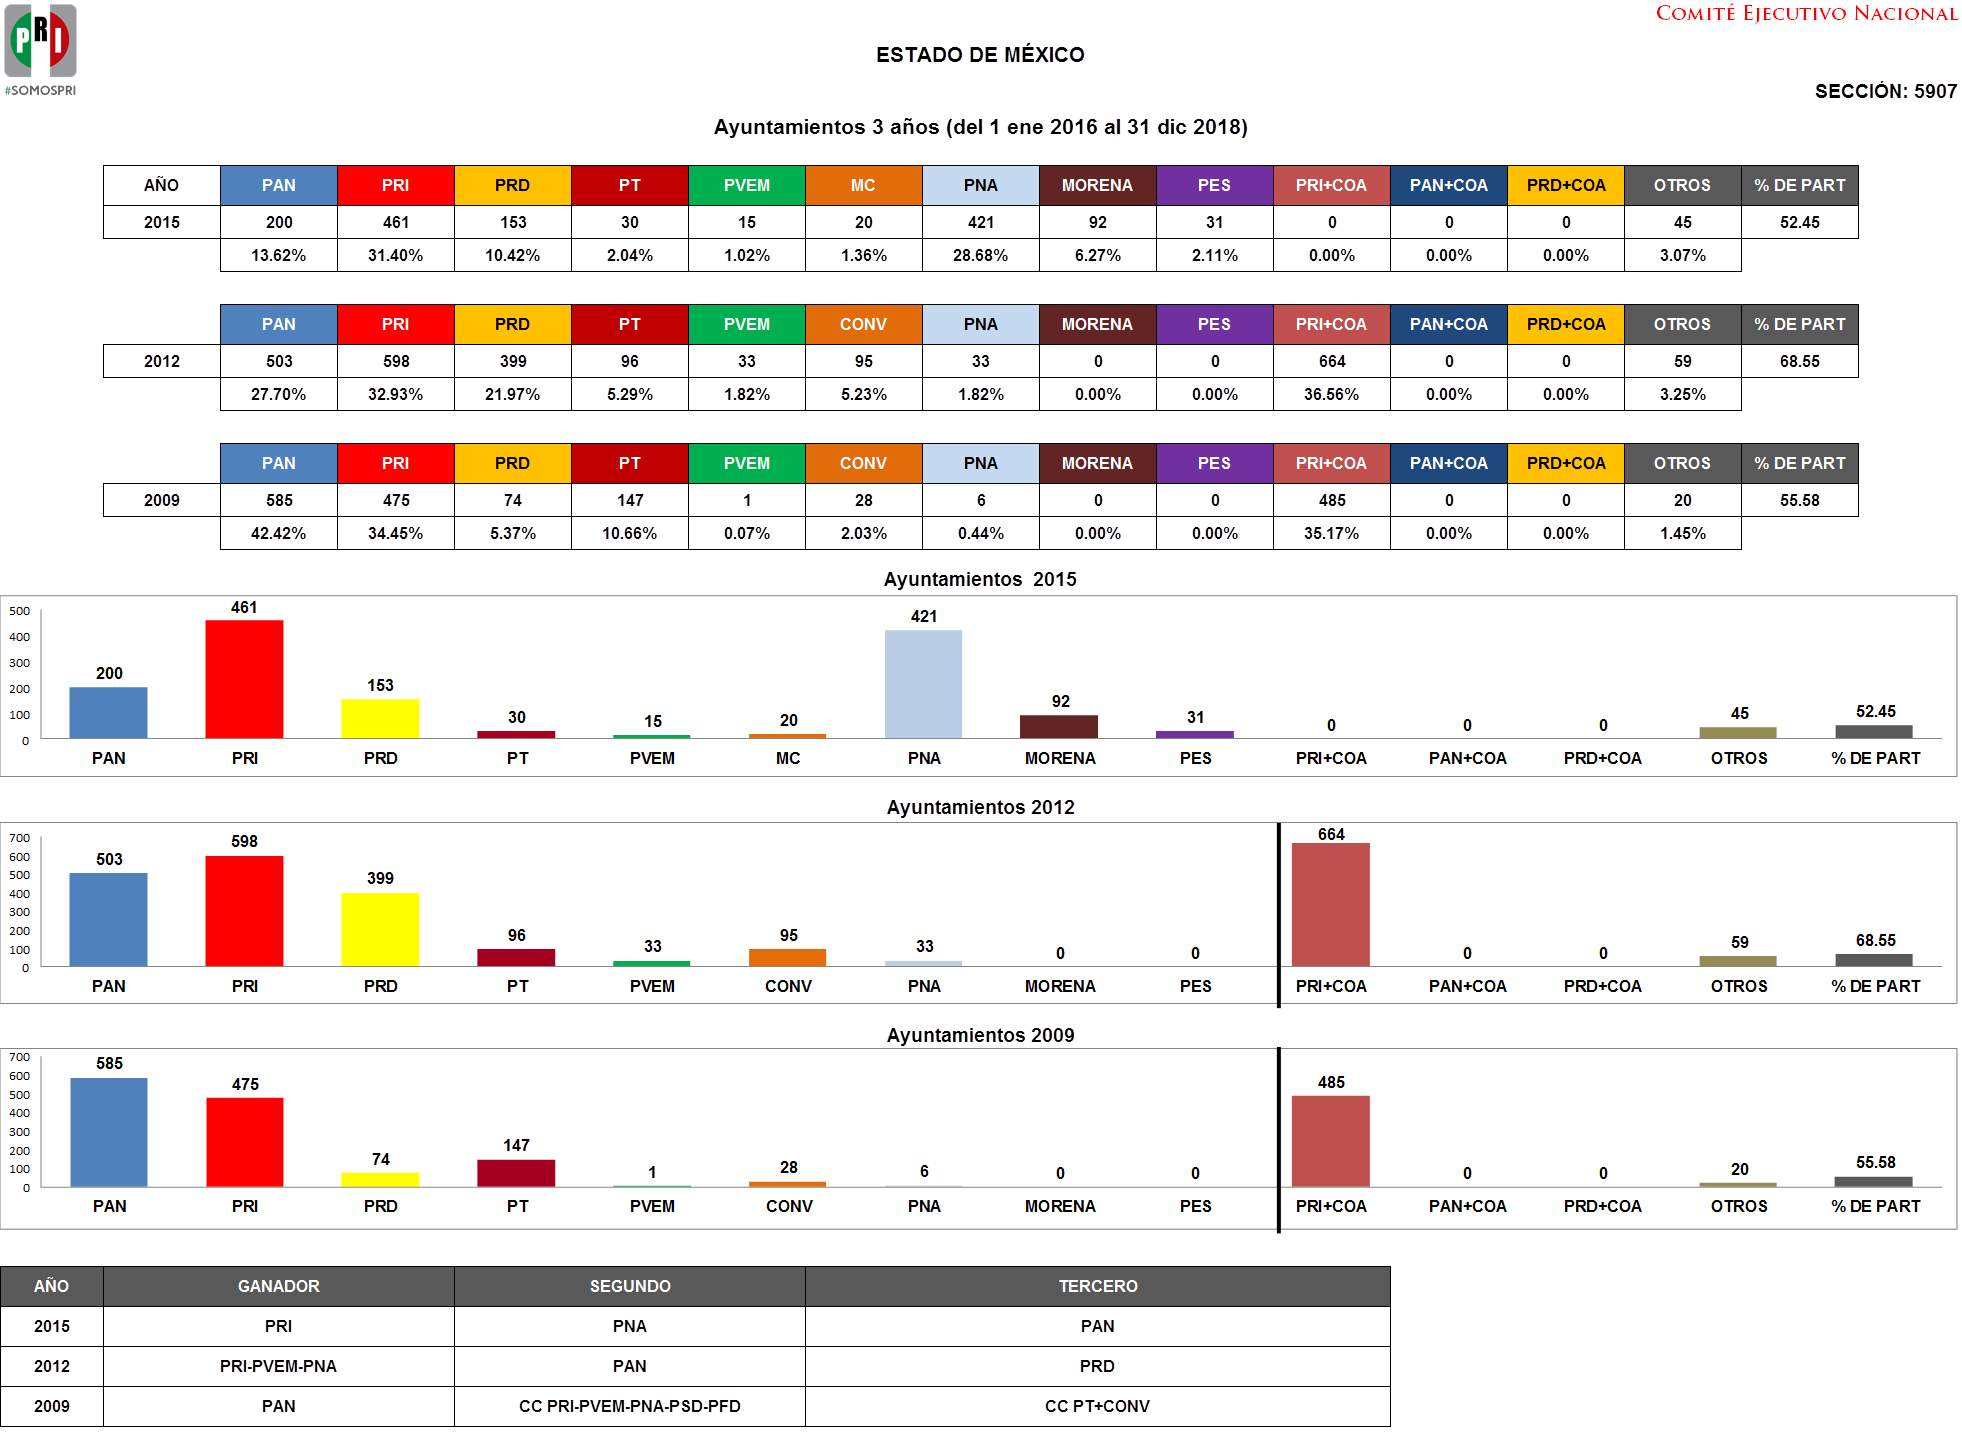 COMITÉ EJECUTIVO NACIONAL
PRI
#SOMOSPRI
ESTADO DE MÉXICO
SECCIÓN: 5907
Ayuntamientos 3 años (del 1 ene 2016 al 31 dic 2018)
AÑO PAN PRI PRD PT PVEM MC PNA MORENA PES PRI+COA PAN+COA PRD+COA OTROS % DE PART
2015 200 461 153 30 15 20 421 92 31 0 0 0 45 52.45
13.62% 31.40% 10.42% 2.04% 1.02% 1.36% 28.68% 6.27% 2.11% 0.00% 0.00% 0.00% 3.07%
PAN PRI PRD PT PVEM CONV PNA MORENA PES PRI+COA PAN+COA PRD+COA OTROS % DE PART
2012 503 598 399 96 33 95 33 0 0 664 0 0 59 68.55
27.70% 32.93% 21.97% 5.29% 1.82% 5.23% 1.82% 0.00% 0.00% 36.56% 0.00% 0.00% 3.25%
PAN PRI PRD PT PVEM CONV PNA MORENA PES PRI+COA PAN+COA PRD+COA OTROS % DE PART
2009 585 475 74 147 1 28 6 0 0 485 0 0 20 55.58
42.42% 34.45% 5.37% 10.66% 0.07% 2.03% 0.44% 0.00% 0.00% 35.17% 0.00% 0.00% 1.45%
Ayuntamientos 2015
500
400
300
200
100
0
200 461 153 30 15 20 421 92 31 0 0 0 45 52.45
PAN PRI PRD PT PVEM MC PNA MORENA PES PRI+COA PAN+COA PRD+COA OTROS % DE PART
Ayuntamientos 2012
700
600
500
400
300
200
100
0
503 598 399 96 33 95 33 0 0 664 0 0 59 68.55
PAN PRI PRD PT PVEM CONV PNA MORENA PES PRI+COA PAN+COA PRD+COA OTROS % DE PART
Ayuntamientos 2009
700
600
500
400
300
200
100
0
585 475 74 147 1 28 6 0 0 485 0 0 20 55.58
PAN PRI PRD PT PVEM CONV PNA MORENA PES PRI+COA PAN+COA PRD+COA OTROS % DE PART
AÑO GANADOR SEGUNDO TERCERO
2015 PRI PNA PAN
2012 PRI-PVEM-PNA PAN PRD
2009 PAN CC PRI-PVEM-PNA-PSD-PFD CC PT+CONV